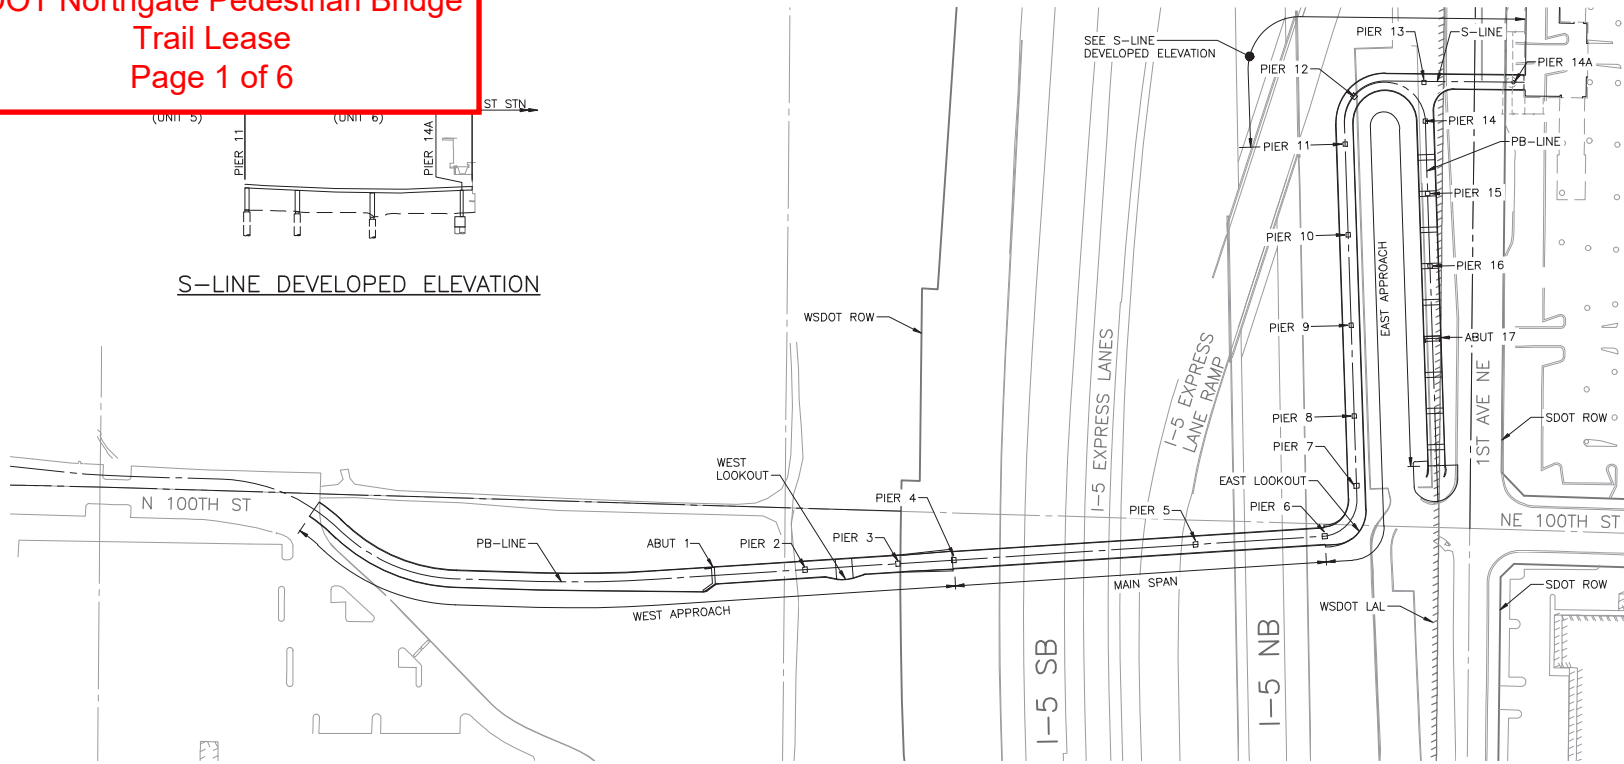 Northgate Pedestrian Bridge
Trail Lease
Page 1 of 6
ST STN
(UNIT 5)
(UNIT 6)
PIER 11
PIER 14A
S-LINE DEVELOPED ELEVATION
SEE S-LINE
DEVELOPED ELEVATION
PIER 13
S-LINE
PIER 12
PIER 14A
PIER 14
PIER 11
PB-LINE
PIER 15
PIER 10
PIER 16
EAST APPROACH
WSDOT ROW
PIER 9
ABUT 17
I-5 EXPRESS LANES
I-5 EXPRESS
LANE RAMP
1ST AVE NE
PIER 8
SDOT ROW
PIER 7
WEST
LOOKOUT
EAST LOOKOUT
PIER 4
N 100TH ST
PIER 5
PIER 6
NE 100TH ST
PB-LINE
ABUT 1
PIER 2
PIER 3
MAIN SPAN
SDOT ROW
WEST APPROACH
WSDOT LAL
I-5 SB
I-5 NB